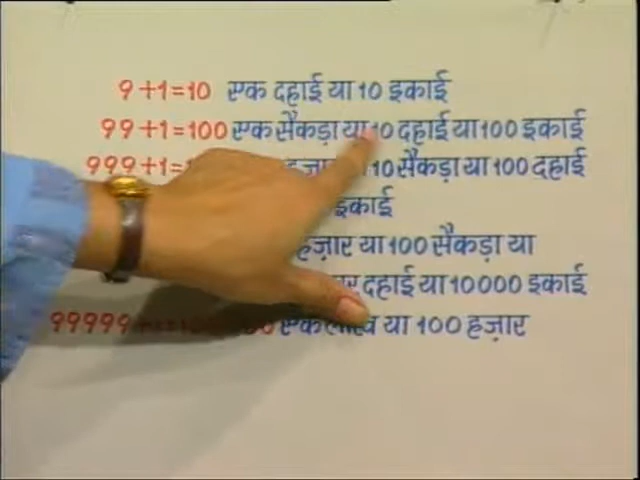 9+1=10 एक दहाई या 10 इकाई
99+1=100 एक सैकड़ा या 10 दहाई या 100 इकाई
999+1= 10 सैकड़ा या 100 दहाई
इकाई
हज़ार या 100 सैकड़ा या
दहाई या 10000 इकाई
99999+ एक लाख या 100 हज़ार